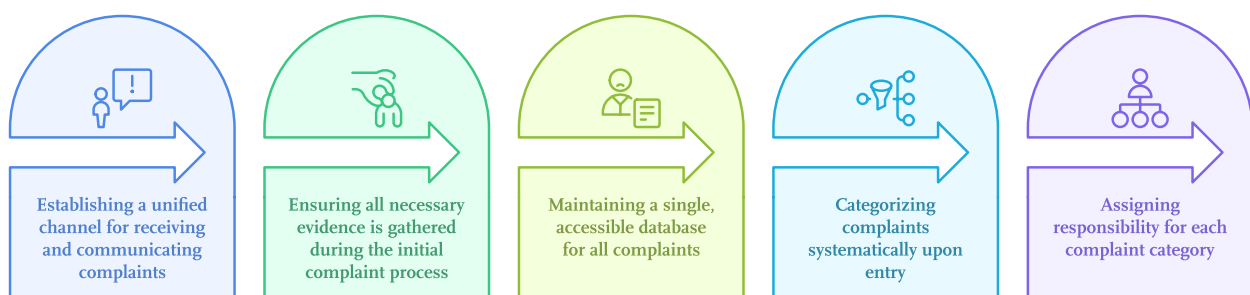 Establishing a unified
channel for receiving
and communicating
complaints
Ensuring all necessary
evidence is gathered
during the initial
complaint process
Maintaining a single,
accessible database
for all complaints
Categorizing
complaints
systematically upon
entry
Assigning
responsibility for each
complaint category